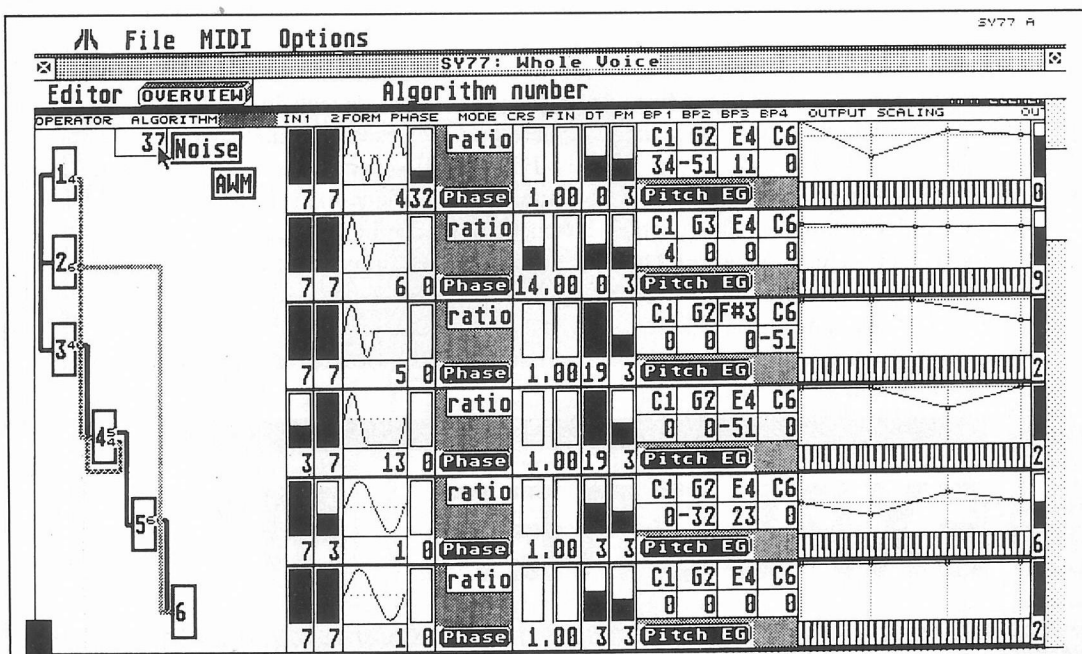 SY77 A
File MIDI Options
SY77: Whole Voice
Editor OVERVIEW Algorithm number
OPERATOR ALGORITHM IN1 2 FORM PHASE MODE CRS FIN DT PM BP1 BP2 BP3 BP4 OUTPUT SCALING OU
37 Noise ratio C1 G2 E4 C6
1 4 AWM 34 -51 11 0
7 7 4 32 Phase 1.00 0 3 Pitch EG 0
ratio C1 G3 E4 C6
2 6 4 0 0 0
7 7 6 0 Phase 14.00 0 3 Pitch EG 9
ratio C1 G2 F#3 C6
3 4 0 0 0 -51
7 7 5 0 Phase 1.00 19 3 Pitch EG 2
ratio C1 G2 E4 C6
4 5 0 0 -51 0
3 7 13 0 Phase 1.00 19 3 Pitch EG 2
ratio C1 G2 E4 C6
5 6 0 -32 23 0
7 3 1 0 Phase 1.00 3 3 Pitch EG 6
ratio C1 G2 E4 C6
6 0 0 0 0
7 7 1 0 Phase 1.00 3 3 Pitch EG 2